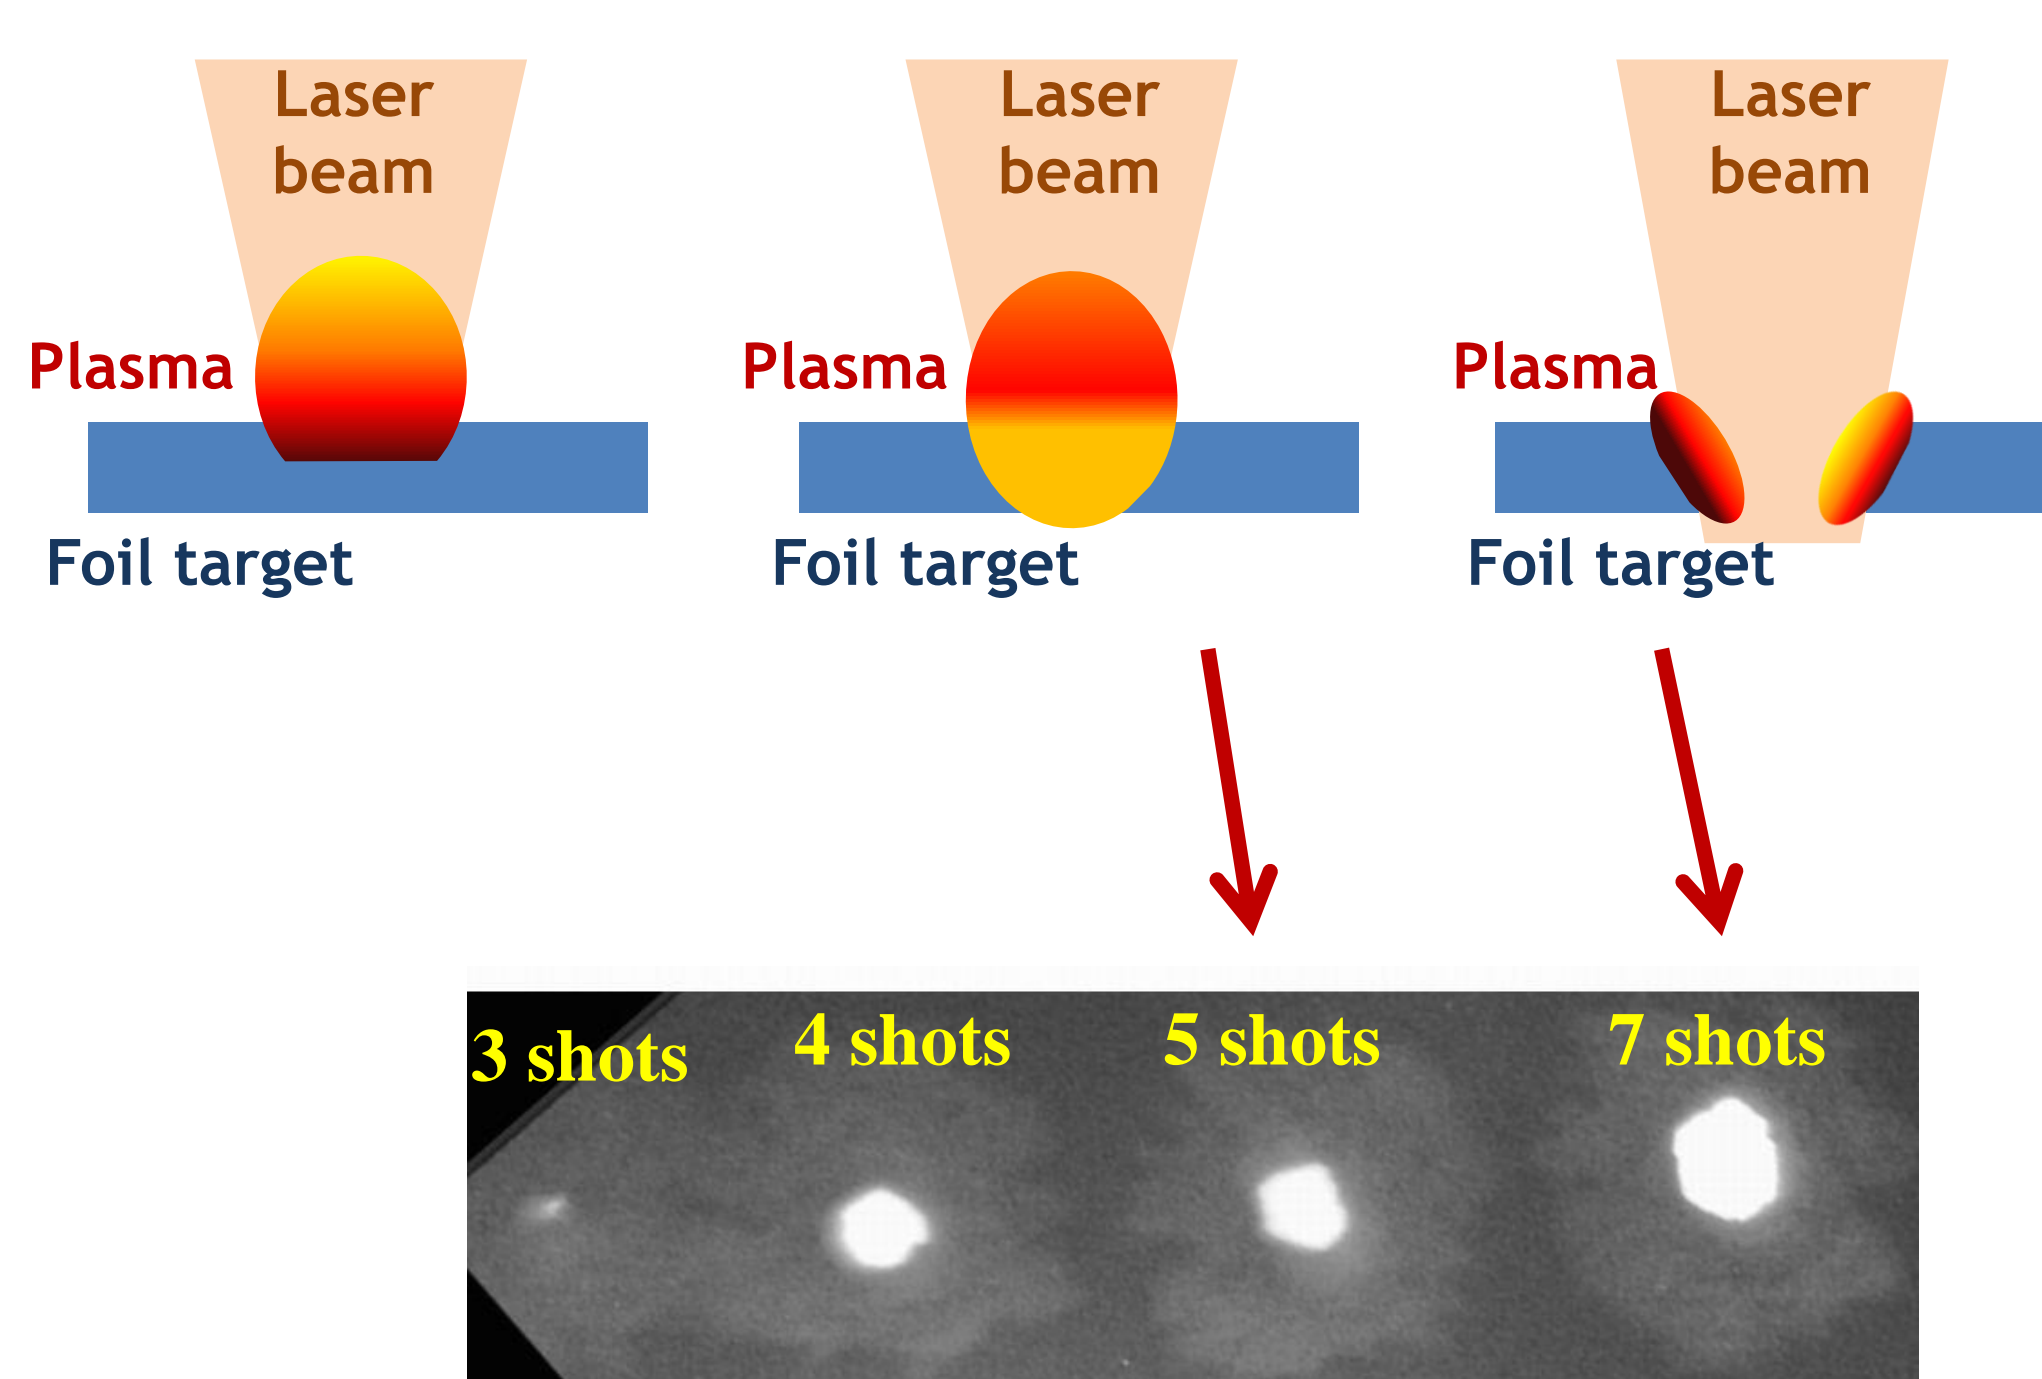 Laser
beam
Laser
beam
Laser
beam
Plasma
Plasma
Plasma
Foil target
Foil target
Foil target
3 shots
4 shots
5 shots
7 shots